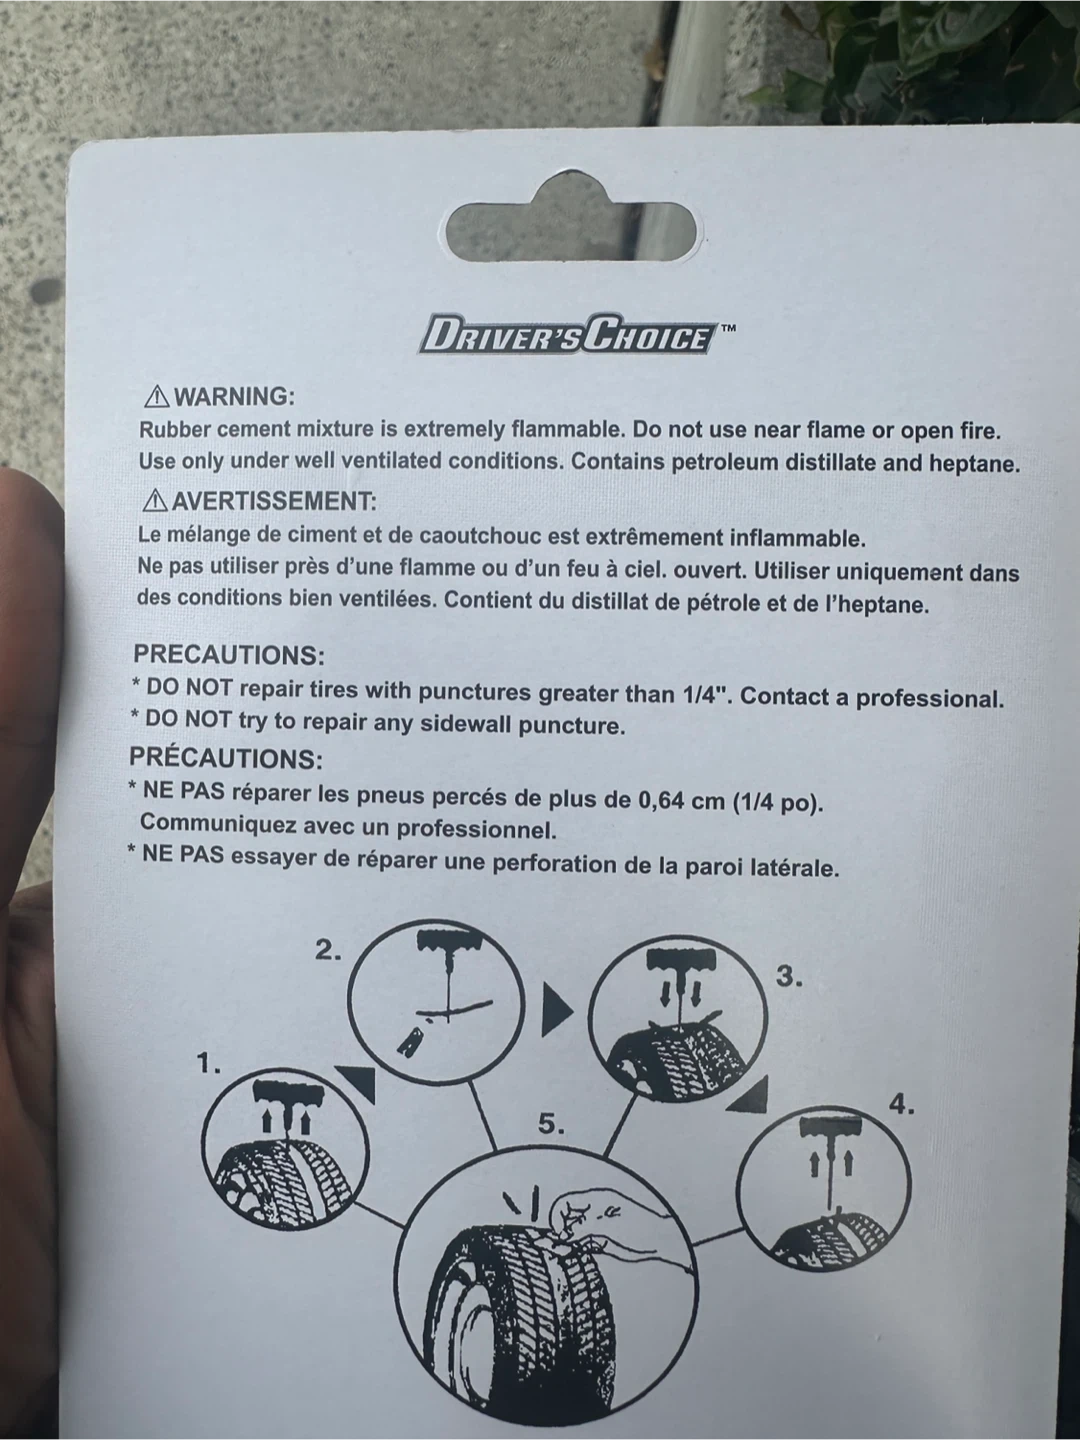 DRIVER'S CHOICE™
⚠ WARNING:
Rubber cement mixture is extremely flammable. Do not use near flame or open fire.
Use only under well ventilated conditions. Contains petroleum distillate and heptane.
⚠ AVERTISSEMENT:
Le mélange de ciment et de caoutchouc est extrêmement inflammable.
Ne pas utiliser près d'une flamme ou d'un feu à ciel. ouvert. Utiliser uniquement dans
des conditions bien ventilées. Contient du distillat de pétrole et de l'heptane.
PRECAUTIONS:
* DO NOT repair tires with punctures greater than 1/4". Contact a professional.
* DO NOT try to repair any sidewall puncture.
PRÉCAUTIONS:
* NE PAS réparer les pneus percés de plus de 0,64 cm (1/4 po).
Communiquez avec un professionnel.
* NE PAS essayer de réparer une perforation de la paroi latérale.
1.
2.
3.
4.
5.